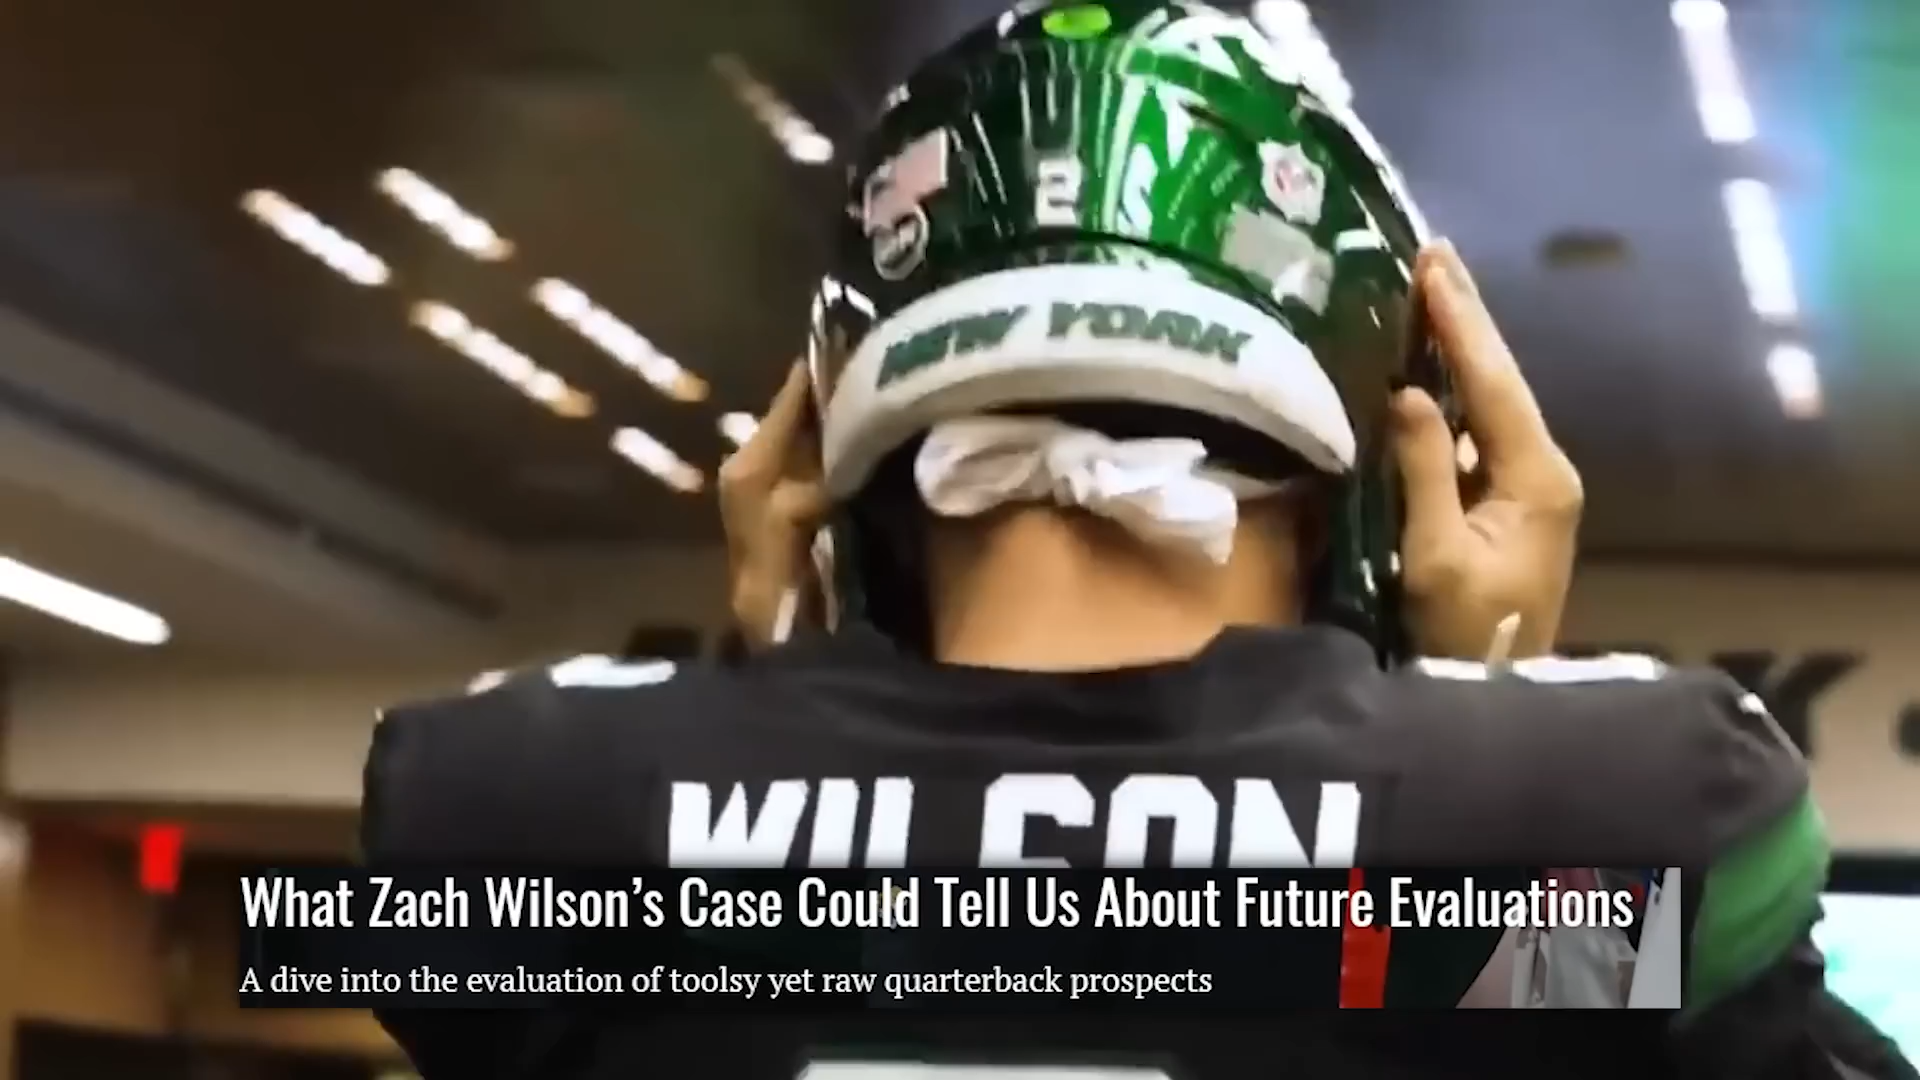 2
NEW YORK
WILSON
What Zach Wilson's Case Could Tell Us About Future Evaluations
A dive into the evaluation of toolsy yet raw quarterback prospects